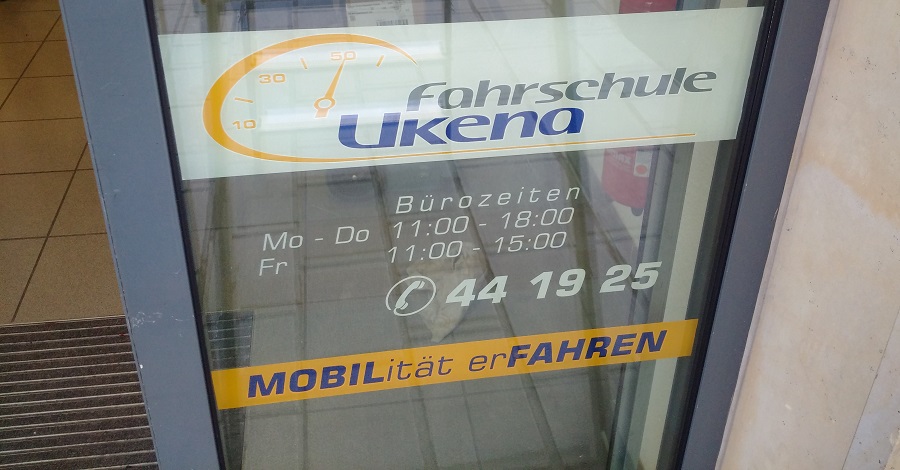 10 30 50
Fahrschule
Ukena
Bürozeiten
Mo - Do 11:00 - 18:00
Fr 11:00 - 15:00
44 19 25
MOBILität erFAHREN